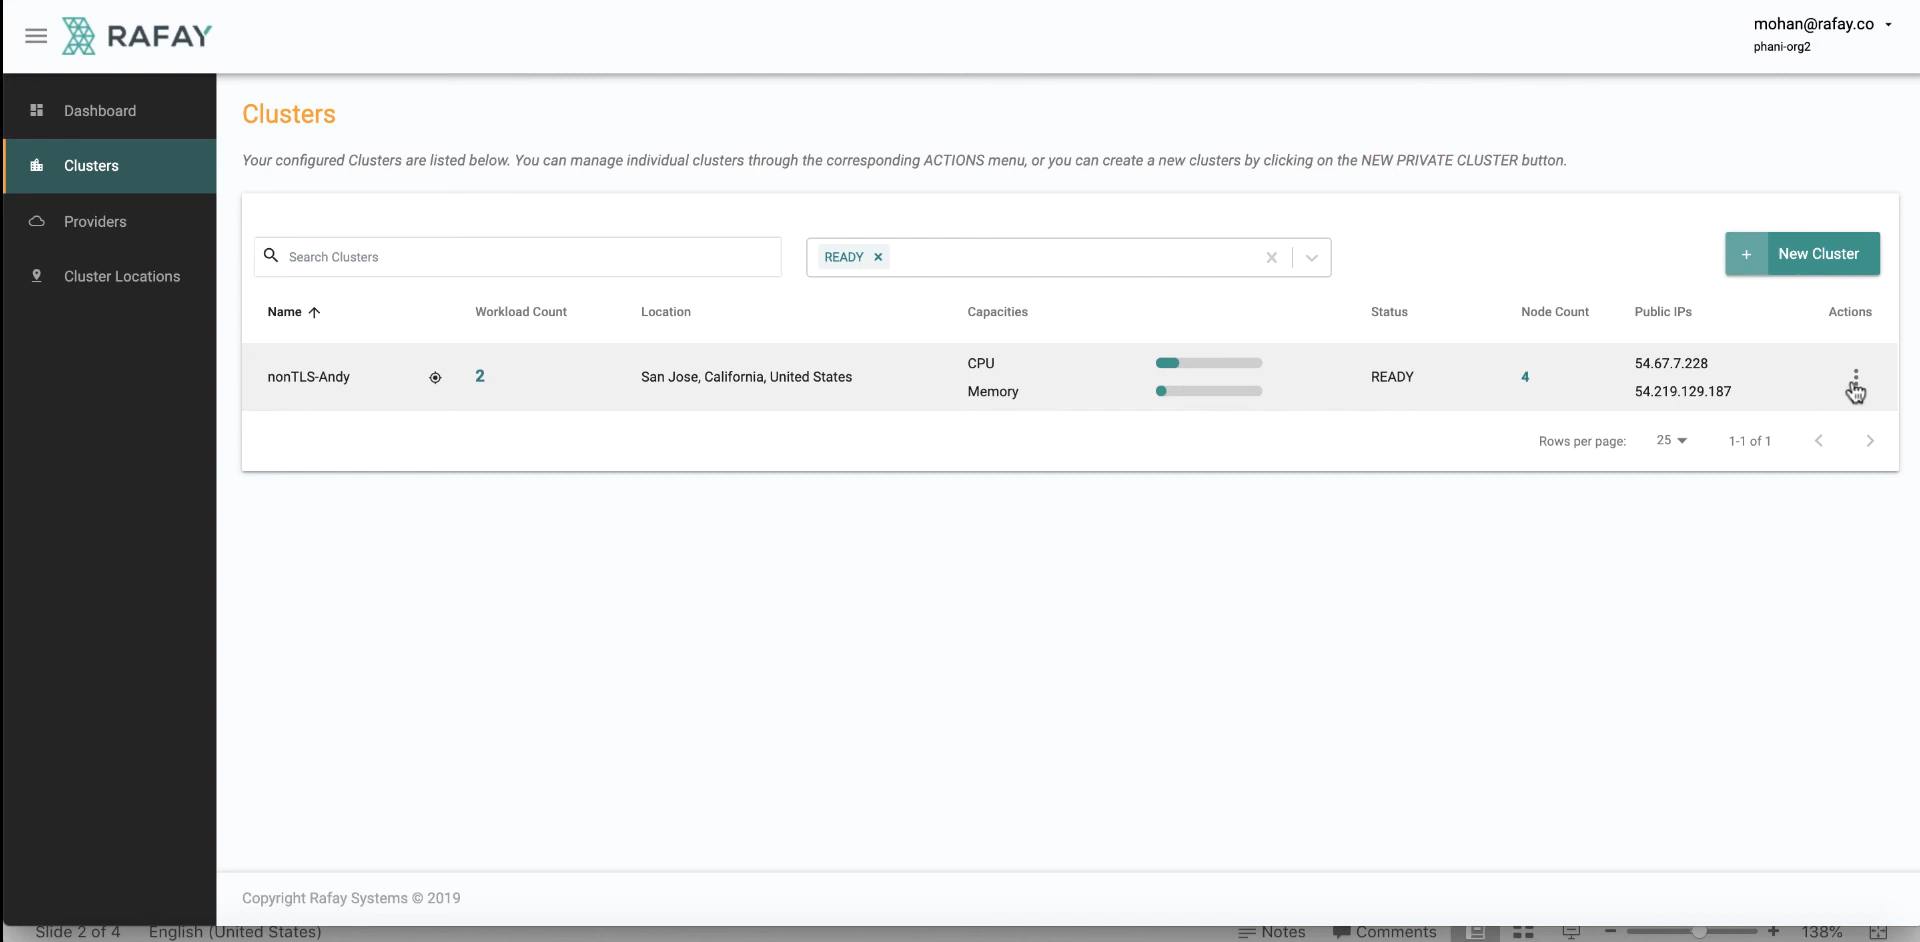 RAFAY
mohan@rafay.co
phani-org2
Dashboard
Clusters
Providers
Cluster Locations
Clusters
Your configured Clusters are listed below. You can manage individual clusters through the corresponding ACTIONS menu, or you can create a new clusters by clicking on the NEW PRIVATE CLUSTER button.
Search Clusters
READY
+ New Cluster
Name Workload Count Location Capacities Status Node Count Public IPs Actions
nonTLS-Andy 2 San Jose, California, United States CPU READY 4 54.67.7.228
Memory 54.219.129.187
Rows per page: 25 1-1 of 1
Copyright Rafay Systems © 2019
Slide 2 of 4 English (United States) Notes Comments 138%